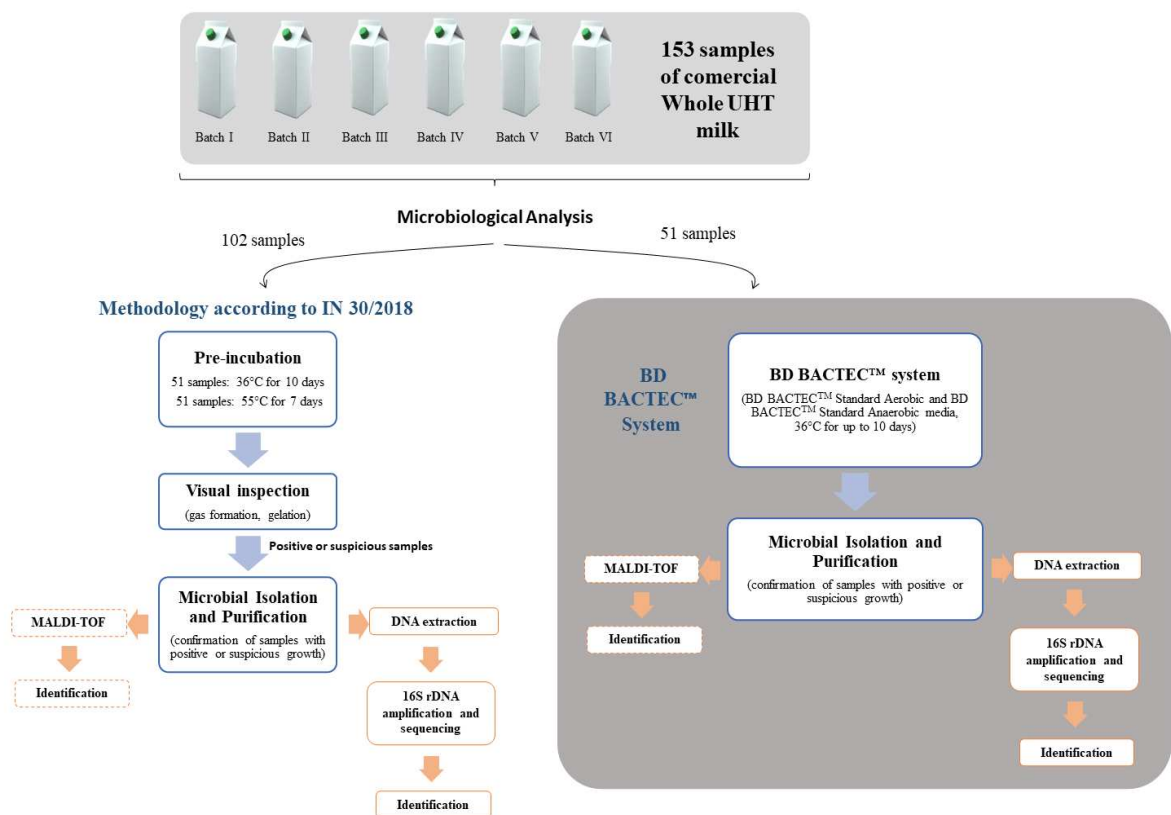 153 samples
of comercial
Whole UHT
milk
Batch I
Batch II
Batch III
Batch IV
Batch V
Batch VI
Microbiological Analysis
102 samples
51 samples
Methodology according to IN 30/2018
Pre-incubation
51 samples: 36°C for 10 days
51 samples: 55°C for 7 days
Visual inspection
(gas formation, gelation)
Positive or suspicious samples
Microbial Isolation
and Purification
(confirmation of samples with
positive or suspicious growth)
MALDI-TOF
Identification
DNA extraction
16S rDNA
amplification and
sequencing
Identification
BD
BACTEC™
System
BD BACTEC™ system
(BD BACTEC™ Standard Aerobic and BD
BACTEC™ Standard Anaerobic media,
36°C for up to 10 days)
Microbial Isolation and
Purification
(confirmation of samples with positive or
suspicious growth)
MALDI-TOF
Identification
DNA extraction
16S rDNA
amplification and
sequencing
Identification